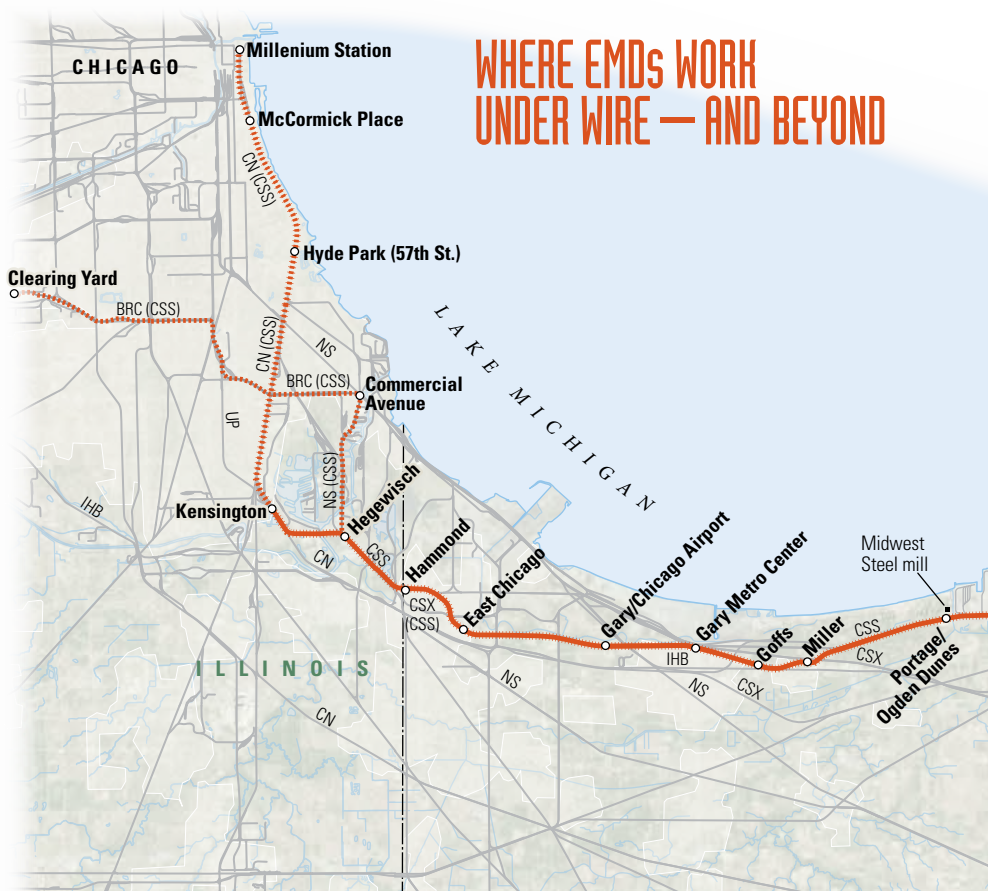 WHERE EMDs WORK
UNDER WIRE — AND BEYOND
Millenium Station
CHICAGO
McCormick Place
CN (CSS)
Hyde Park (57th St.)
Clearing Yard
BRC (CSS)
LAKE MICHIGAN
CN (CSS)
NS
BRC (CSS)
Commercial
Avenue
UP
NS (CSS)
IHB
Kensington
Hegewisch
CN
CSS
Hammond
CSX
(CSS)
East Chicago
Gary/Chicago Airport
Gary Metro Center
Midwest
Steel mill
IHB
Goffs
Miller
CSS
CSX
Portage/
Ogden Dunes
ILLINOIS
NS
NS
CSX
CN